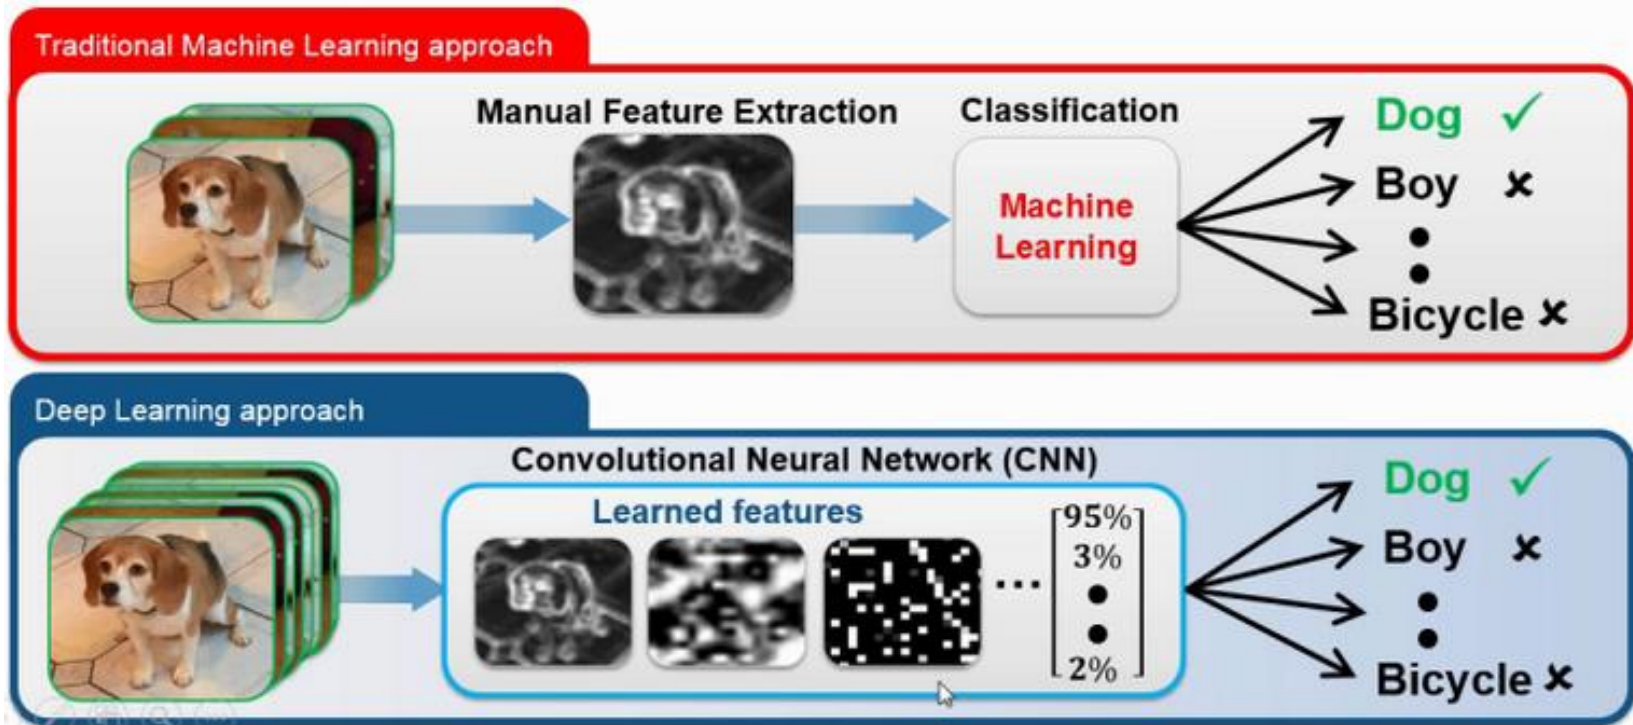 Traditional Machine Learning approach
Manual Feature Extraction
Classification
Machine
Learning
Dog ✓
Boy ✘
Bicycle ✘
Deep Learning approach
Convolutional Neural Network (CNN)
Learned features
...
95%
3%
2%
Dog ✓
Boy ✘
Bicycle ✘